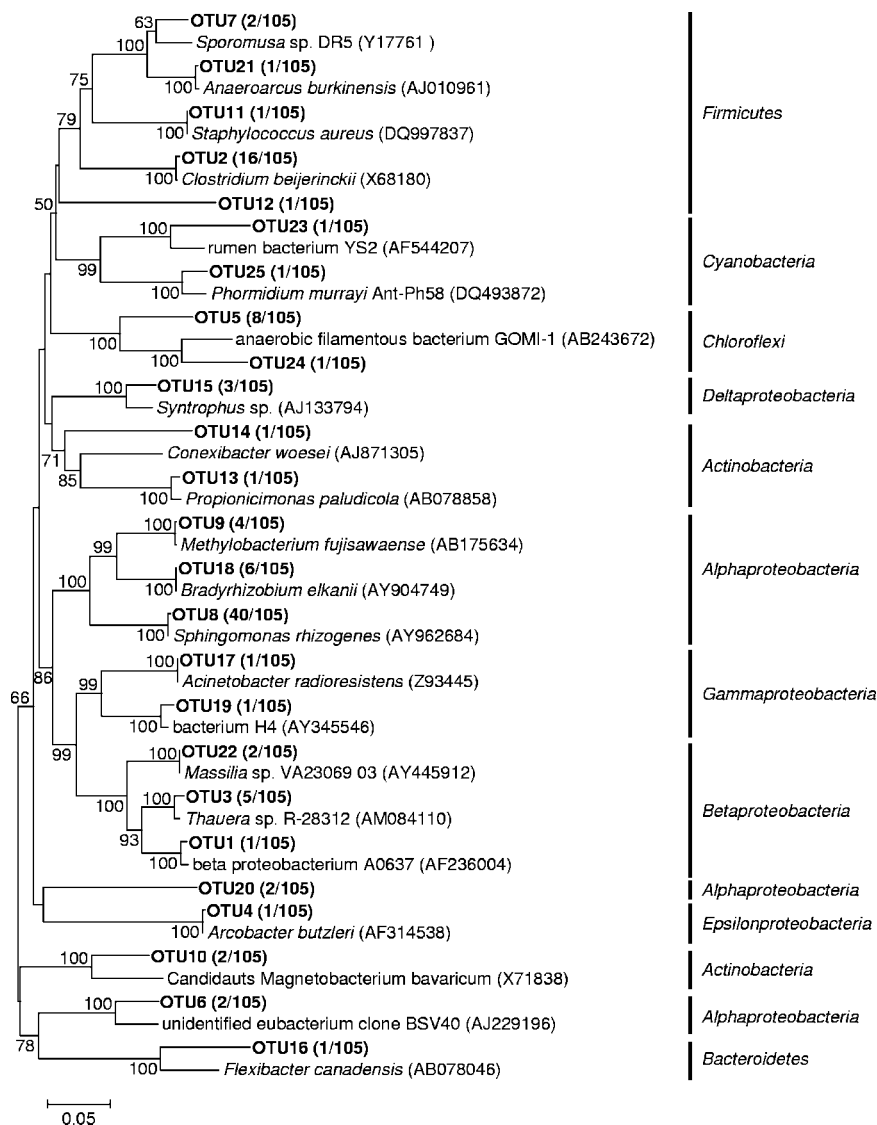 63 OTU7 (2/105)
Sporomusa sp. DR5 (Y17761 )
100
OTU21 (1/105)
75
100 Anaeroarcus burkinensis (AJ010961)
OTU11 (1/105)
Firmicutes
79
100 Staphylococcus aureus (DQ997837)
OTU2 (16/105)
100 Clostridium beijerinckii (X68180)
50
OTU12 (1/105)
100 OTU23 (1/105)
rumen bacterium YS2 (AF544207)
99
OTU25 (1/105)
Cyanobacteria
100 Phormidium murrayi Ant-Ph58 (DQ493872)
OTU5 (8/105)
100
anaerobic filamentous bacterium GOMI-1 (AB243672)
Chloroflexi
100 OTU24 (1/105)
100 OTU15 (3/105)
Deltaproteobacteria
Syntrophus sp. (AJ133794)
OTU14 (1/105)
71
Conexibacter woesei (AJ871305)
Actinobacteria
85
OTU13 (1/105)
100 Propionicimonas paludicola (AB078858)
100 OTU9 (4/105)
99
Methylobacterium fujisawaense (AB175634)
Alphaproteobacteria
100
OTU18 (6/105)
100 Bradyrhizobium elkanii (AY904749)
OTU8 (40/105)
100 Sphingomonas rhizogenes (AY962684)
86
100 OTU17 (1/105)
99
Acinetobacter radioresistens (Z93445)
Gammaproteobacteria
66
OTU19 (1/105)
100 bacterium H4 (AY345546)
99
100 OTU22 (2/105)
Massilia sp. VA23069 03 (AY445912)
100
100 OTU3 (5/105)
Betaproteobacteria
Thauera sp. R-28312 (AM084110)
93
OTU1 (1/105)
100 beta proteobacterium A0637 (AF236004)
OTU20 (2/105)
Alphaproteobacteria
OTU4 (1/105)
Epsilonproteobacteria
100 Arcobacter butzleri (AF314538)
100 OTU10 (2/105)
Actinobacteria
Candidauts Magnetobacterium bavaricum (X71838)
100 OTU6 (2/105)
Alphaproteobacteria
unidentified eubacterium clone BSV40 (AJ229196)
78
OTU16 (1/105)
Bacteroidetes
100 Flexibacter canadensis (AB078046)
0.05